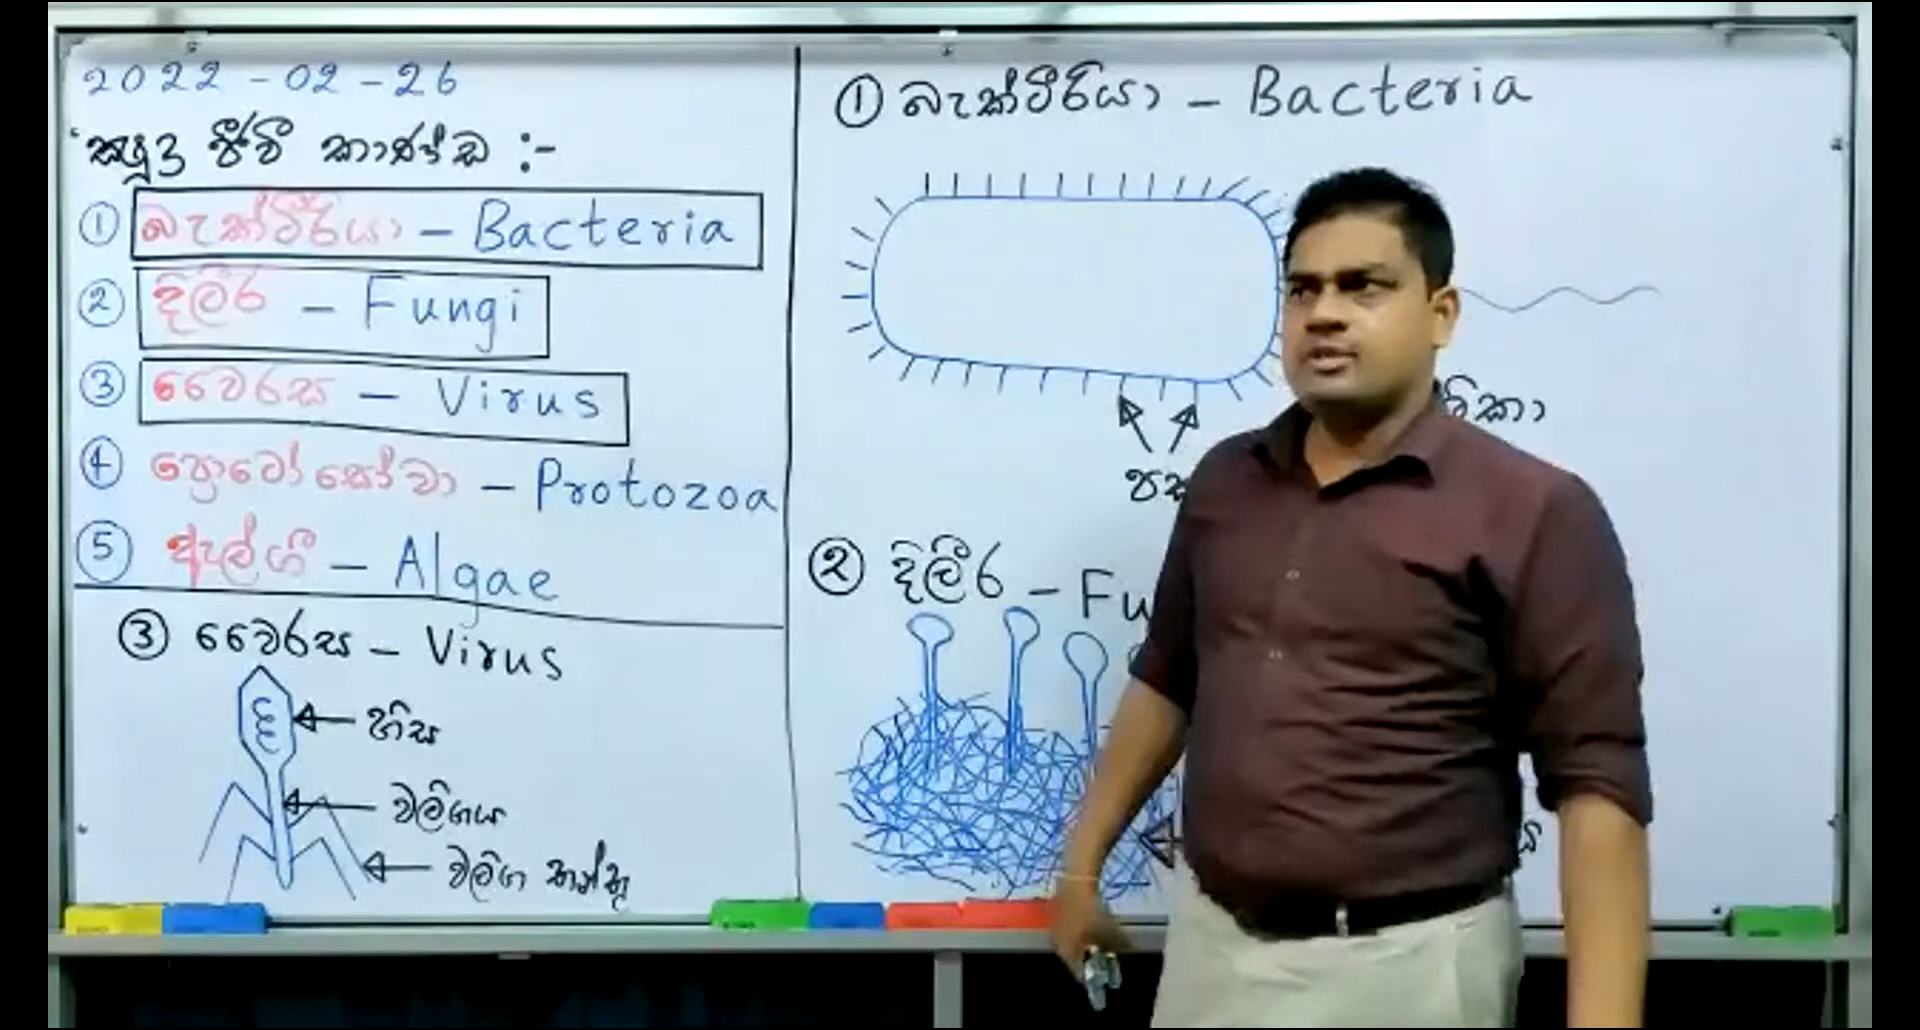 2022 - 02 - 26
ක්ෂුද්‍ර ජීවී කාණ්ඩ :-
① බැක්ටීරියා - Bacteria
② දිලීර - Fungi
③ වෛරස - Virus
④ ප්‍රොටෝසෝවා - Protozoa
⑤ ඇල්ගී - Algae
③ වෛරස - Virus
හිස
වලිගය
වලිග තන්තු
① බැක්ටීරියා - Bacteria
② දිලීර - Fu